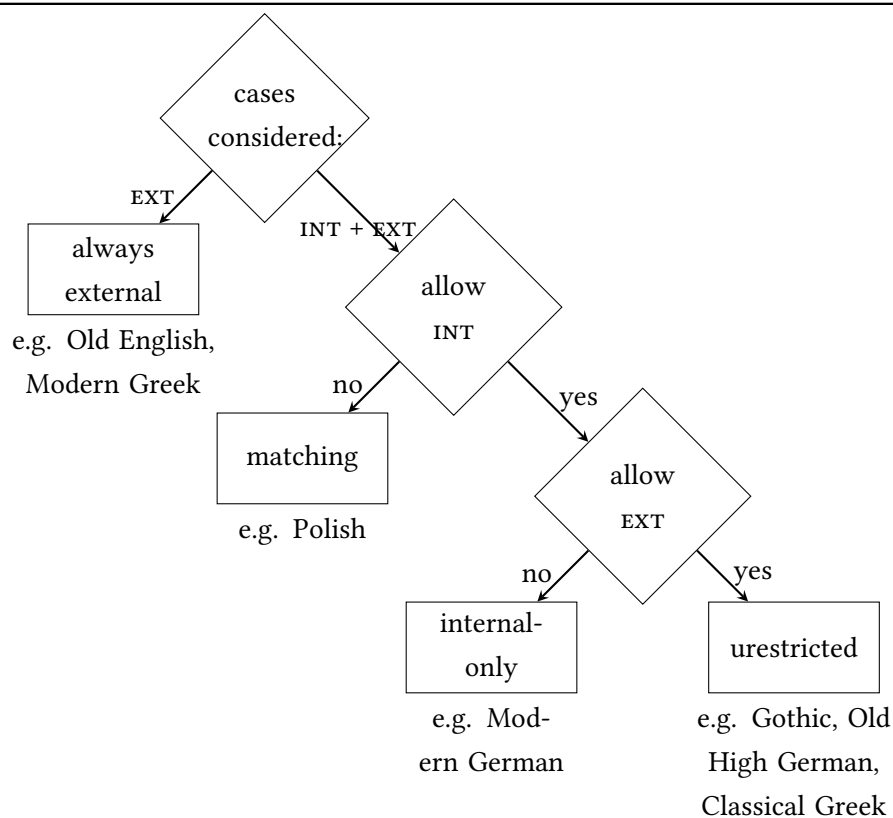 cases
considered:
EXT
INT + EXT
always
external
e.g. Old English,
Modern Greek
allow
INT
no
yes
matching
e.g. Polish
allow
EXT
no
yes
internal-
only
e.g. Mod-
ern German
urestricted
e.g. Gothic, Old
High German,
Classical Greek